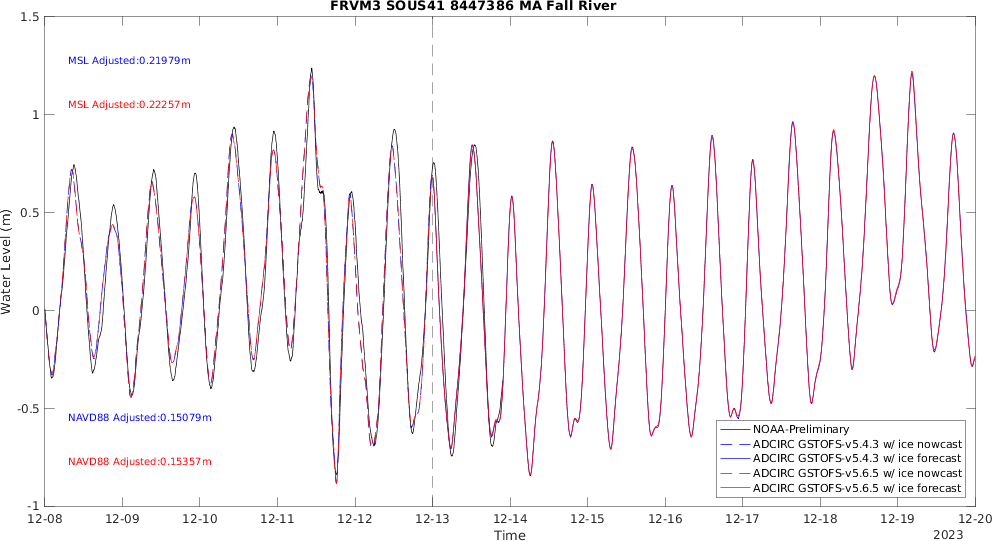 FRVM3 SOUS41 8447386 MA Fall River
1.5
1
0.5
0
-0.5
-1
Water Level (m)
MSL Adjusted:0.21979m
MSL Adjusted:0.22257m
NAVD88 Adjusted:0.15079m
NAVD88 Adjusted:0.15357m
NOAA-Preliminary
ADCIRC GSTOFS-v5.4.3 w/ ice nowcast
ADCIRC GSTOFS-v5.4.3 w/ ice forecast
ADCIRC GSTOFS-v5.6.5 w/ ice nowcast
ADCIRC GSTOFS-v5.6.5 w/ ice forecast
12-08 12-09 12-10 12-11 12-12 12-13 12-14 12-15 12-16 12-17 12-18 12-19 12-20
Time
2023